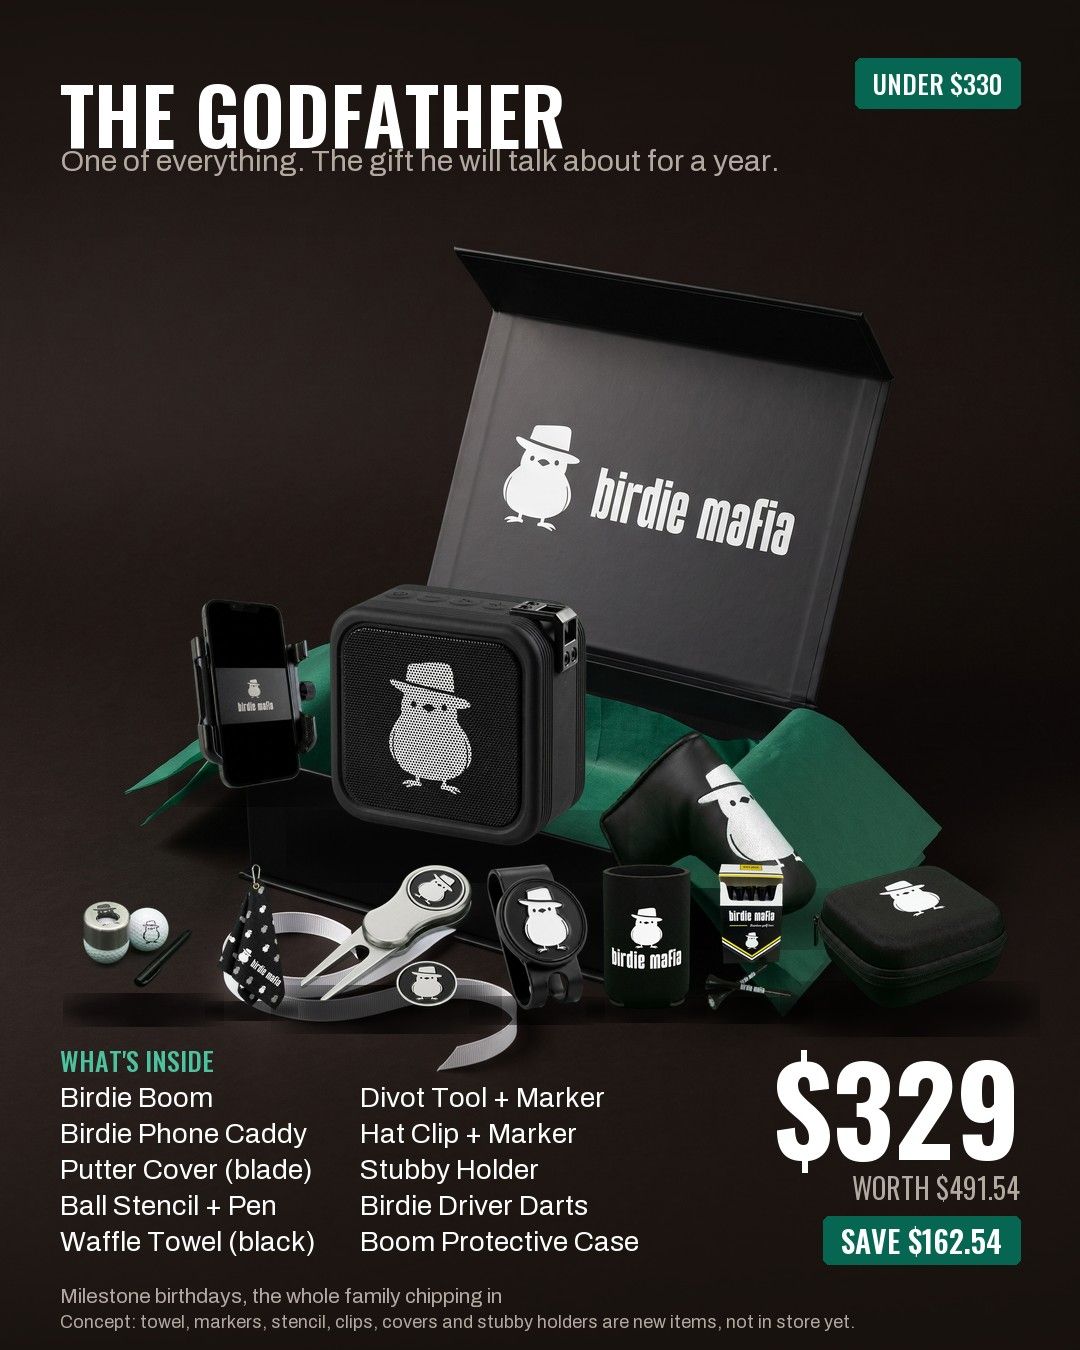 THE GODFATHER
UNDER $330
One of everything. The gift he will talk about for a year.
birdie mafia
birdie mafia
birdie mafia
birdie mafia
birdie mafia
birdie mafia
WHAT'S INSIDE
Birdie Boom
Birdie Phone Caddy
Putter Cover (blade)
Ball Stencil + Pen
Waffle Towel (black)
Divot Tool + Marker
Hat Clip + Marker
Stubby Holder
Birdie Driver Darts
Boom Protective Case
$329
WORTH $491.54
SAVE $162.54
Milestone birthdays, the whole family chipping in
Concept: towel, markers, stencil, clips, covers and stubby holders are new items, not in store yet.